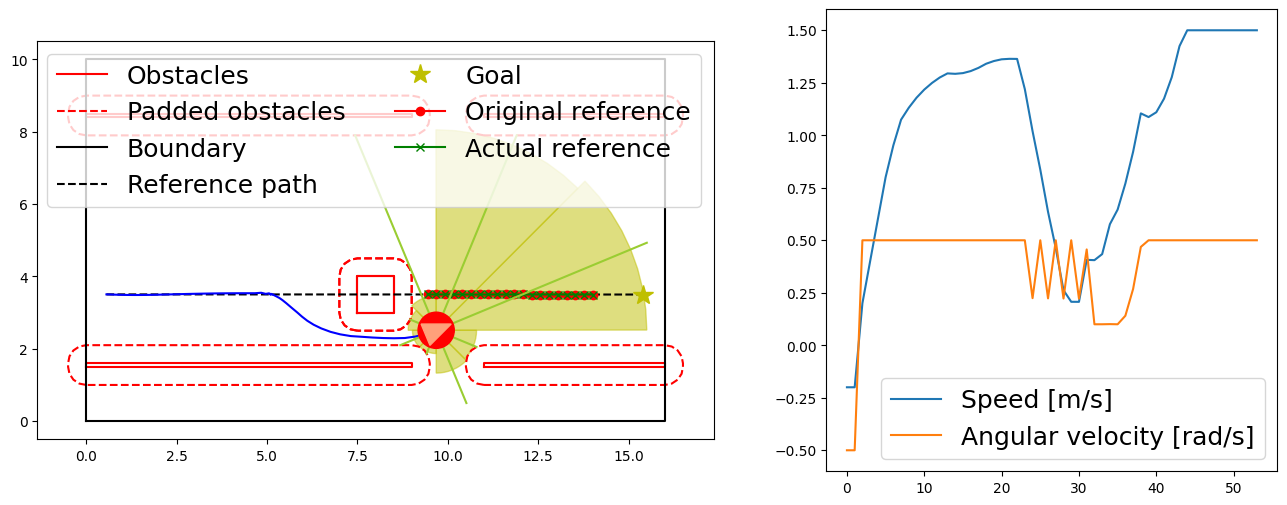 10
8
6
4
2
0
0.0 2.5 5.0 7.5 10.0 12.5 15.0
Obstacles
Padded obstacles
Boundary
Reference path
Goal
Original reference
Actual reference
1.50
1.25
1.00
0.75
0.50
0.25
0.00
−0.25
−0.50
0 10 20 30 40 50
Speed [m/s]
Angular velocity [rad/s]